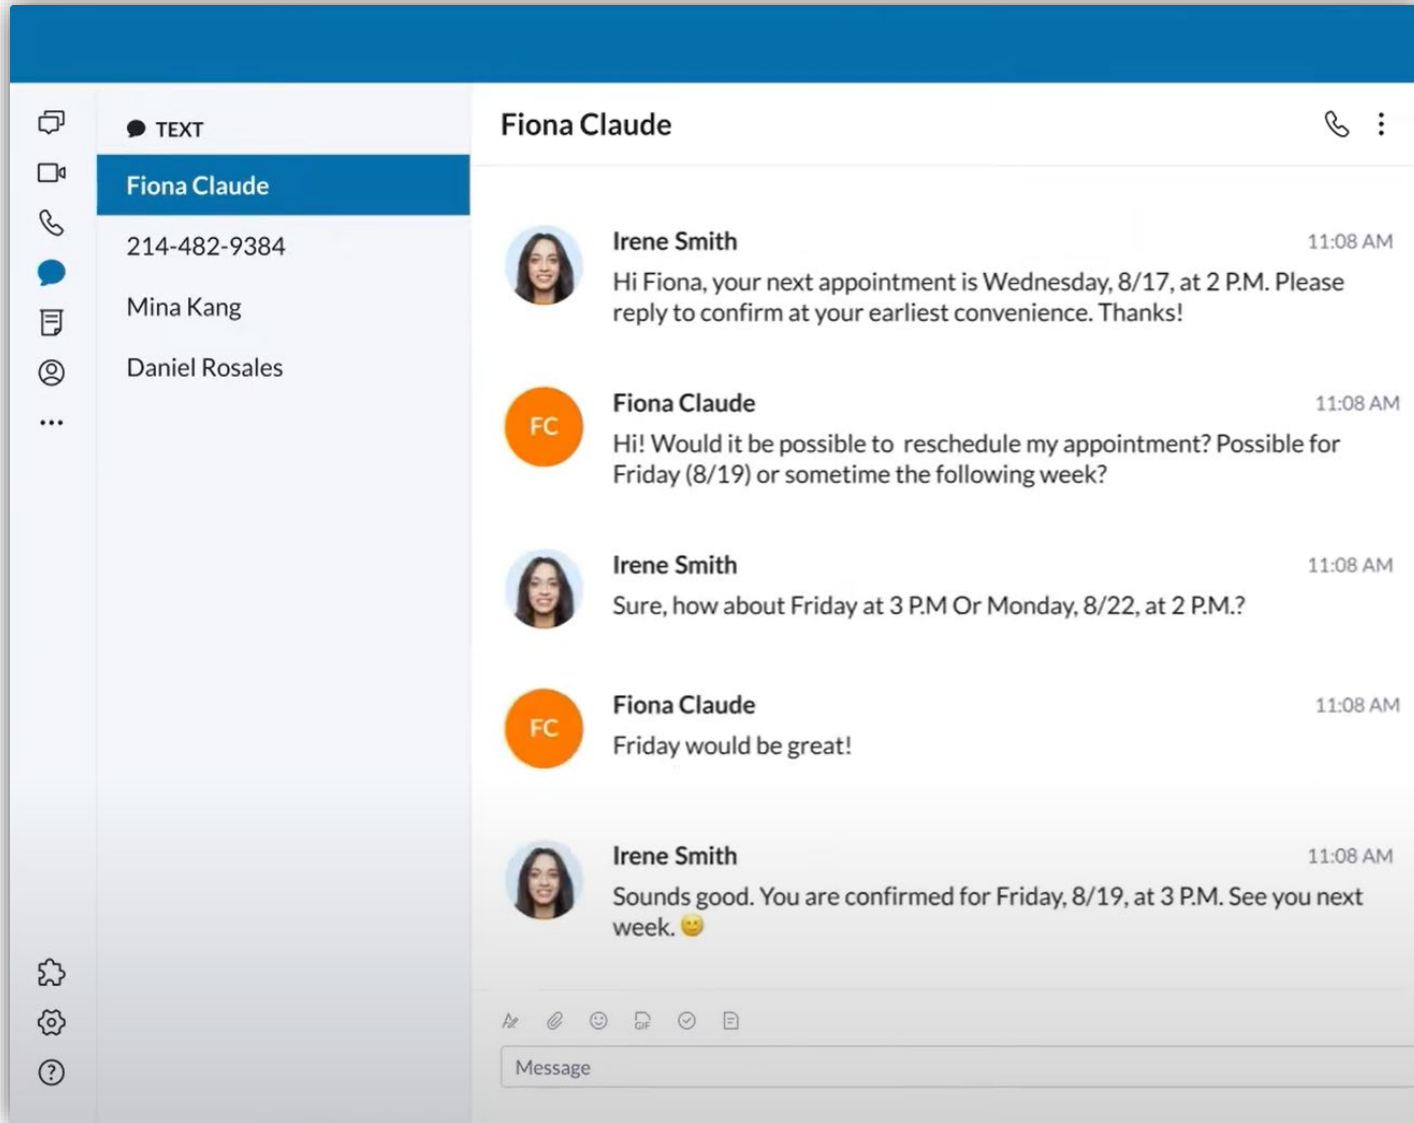 TEXT
Fiona Claude
214-482-9384
Mina Kang
Daniel Rosales
Fiona Claude
Irene Smith 11:08 AM
Hi Fiona, your next appointment is Wednesday, 8/17, at 2 P.M. Please
reply to confirm at your earliest convenience. Thanks!
FC
Fiona Claude 11:08 AM
Hi! Would it be possible to reschedule my appointment? Possible for
Friday (8/19) or sometime the following week?
Irene Smith 11:08 AM
Sure, how about Friday at 3 P.M Or Monday, 8/22, at 2 P.M.?
FC
Fiona Claude 11:08 AM
Friday would be great!
Irene Smith 11:08 AM
Sounds good. You are confirmed for Friday, 8/19, at 3 P.M. See you next
week. 🙂
GIF
Message